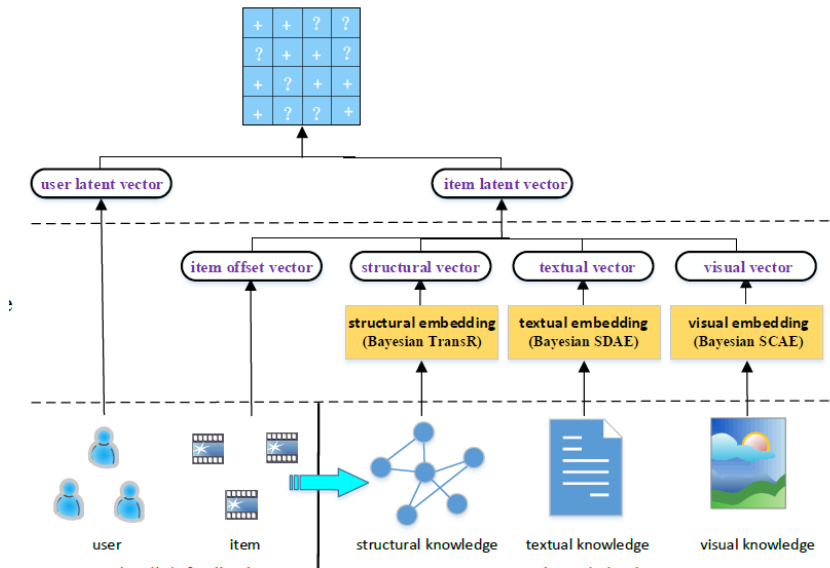 + + ? ?
? + + ?
+ ? + +
+ ? ? +
user latent vector
item latent vector
item offset vector
structural vector
textual vector
visual vector
structural embedding
(Bayesian TransR)
textual embedding
(Bayesian SDAE)
visual embedding
(Bayesian SCAE)
user
item
structural knowledge
textual knowledge
visual knowledge